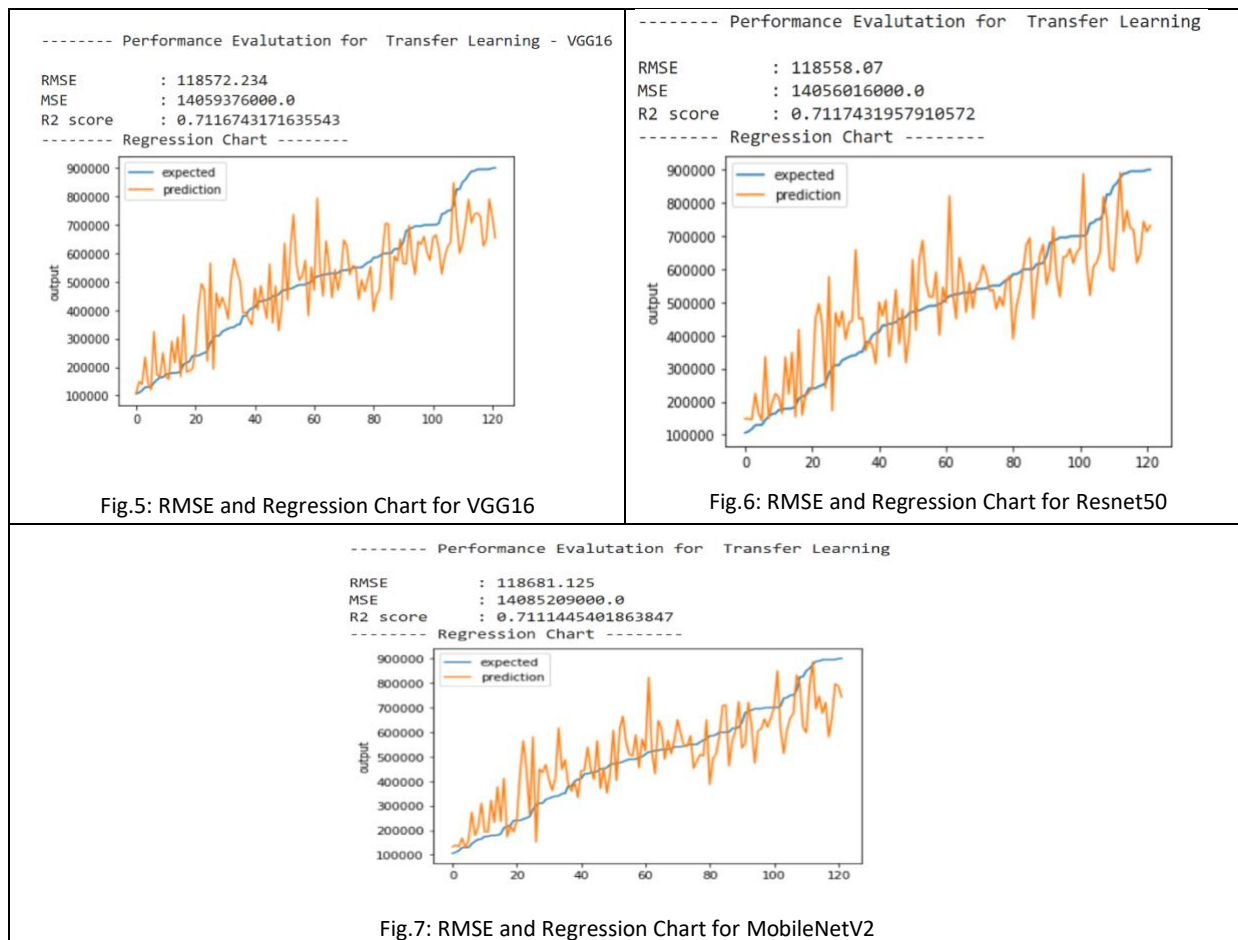 -------- Performance Evalutation for  Transfer Learning - VGG16
RMSE : 118572.234
MSE : 14059376000.0
R2 score : 0.7116743171635543
-------- Regression Chart --------
expected
prediction
900000
800000
700000
600000
500000
400000
300000
200000
100000
output
0 20 40 60 80 100 120
Fig.5: RMSE and Regression Chart for VGG16
-------- Performance Evalutation for  Transfer Learning
RMSE : 118558.07
MSE : 14056016000.0
R2 score : 0.7117431957910572
-------- Regression Chart --------
expected
prediction
900000
800000
700000
600000
500000
400000
300000
200000
100000
output
0 20 40 60 80 100 120
Fig.6: RMSE and Regression Chart for Resnet50
-------- Performance Evalutation for  Transfer Learning
RMSE : 118681.125
MSE : 14085209000.0
R2 score : 0.7111445401863847
-------- Regression Chart --------
expected
prediction
900000
800000
700000
600000
500000
400000
300000
200000
100000
output
0 20 40 60 80 100 120
Fig.7: RMSE and Regression Chart for MobileNetV2